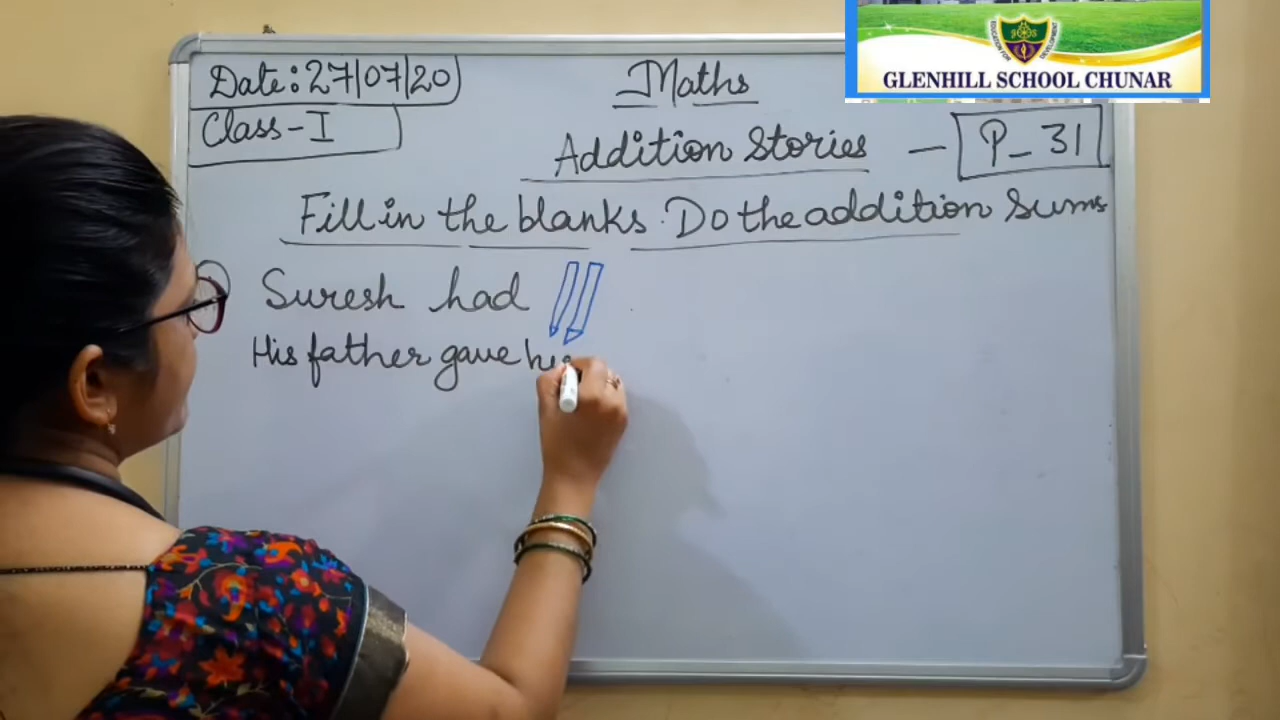 Date: 27/07/20
Class-I
Maths
Addition Stories - P-31
Fill in the blanks. Do the addition Sums
Suresh had
His father gave
GLENHILL SCHOOL CHUNAR